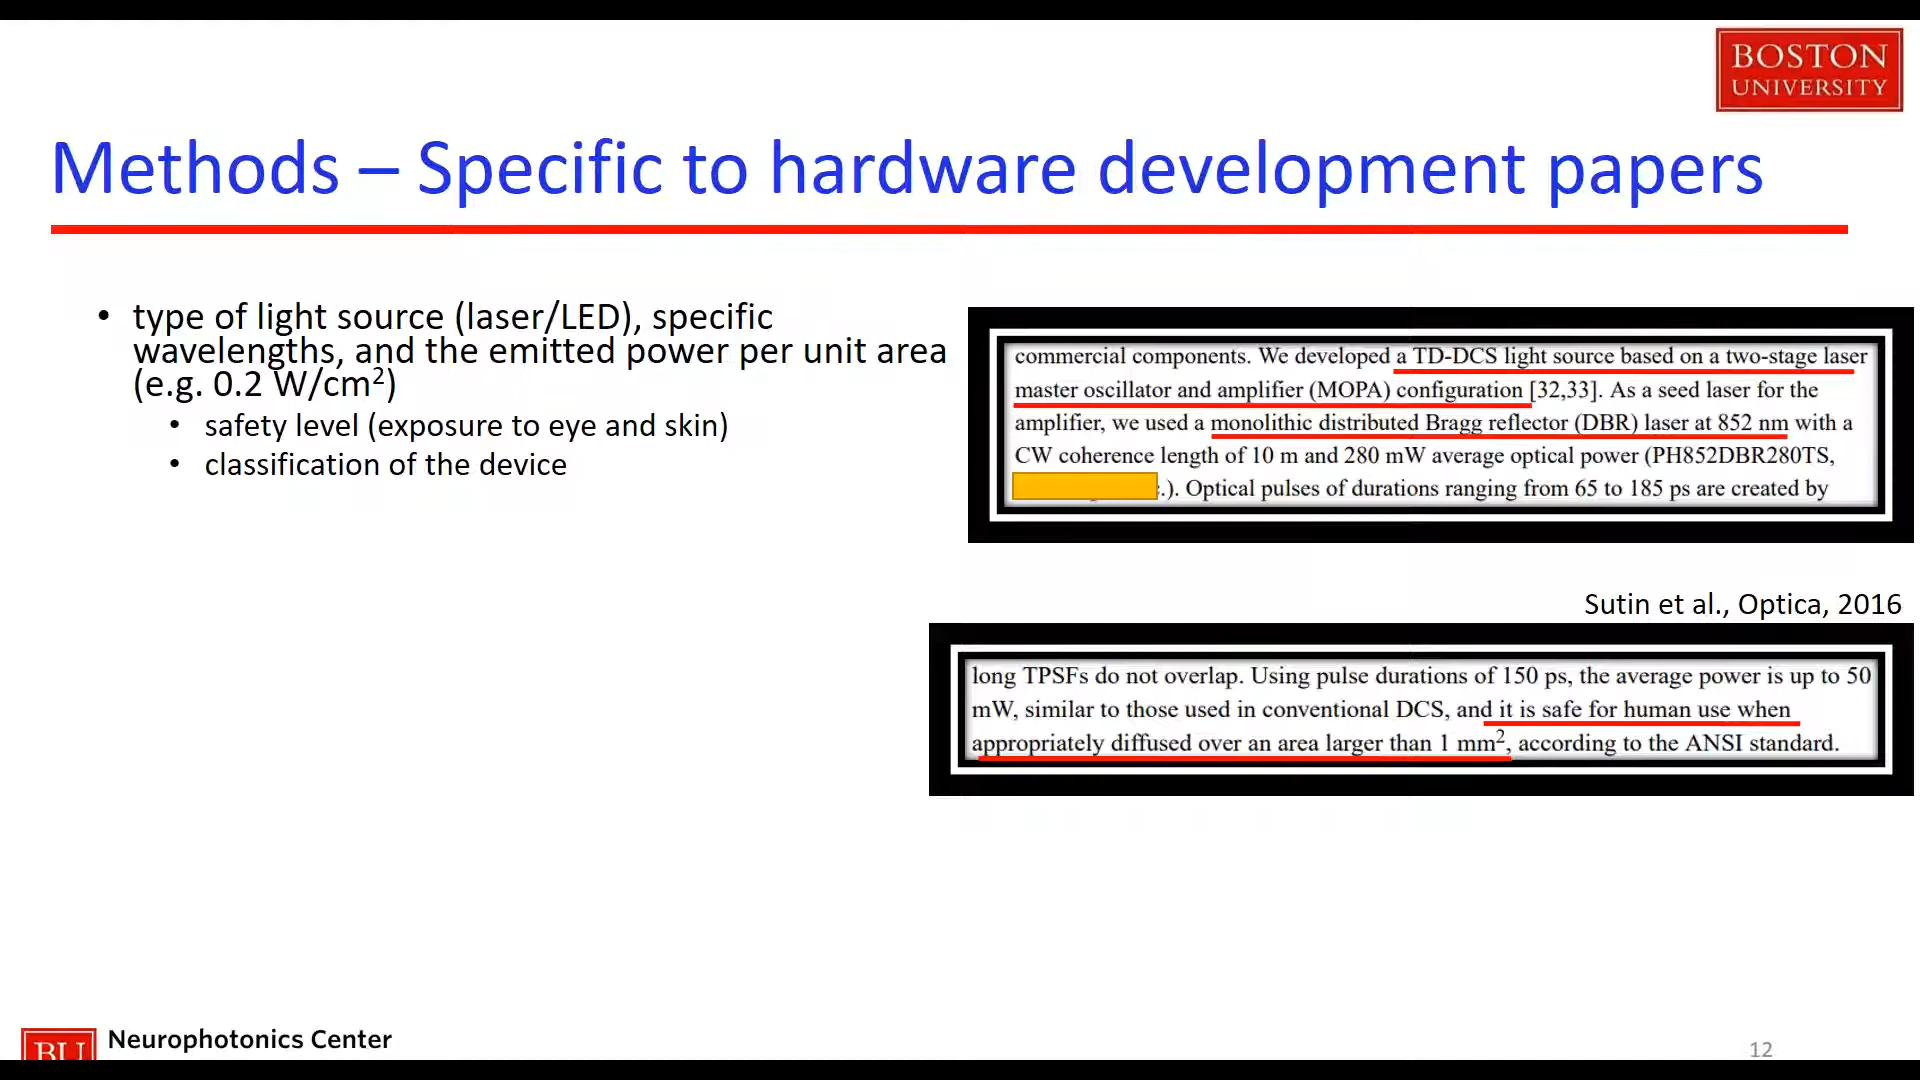 BOSTON
UNIVERSITY
Methods – Specific to hardware development papers
• type of light source (laser/LED), specific
wavelengths, and the emitted power per unit area
(e.g. 0.2 W/cm²)
• safety level (exposure to eye and skin)
• classification of the device
commercial components. We developed a TD-DCS light source based on a two-stage laser
master oscillator and amplifier (MOPA) configuration [32,33]. As a seed laser for the
amplifier, we used a monolithic distributed Bragg reflector (DBR) laser at 852 nm with a
CW coherence length of 10 m and 280 mW average optical power (PH852DBR280TS,
.). Optical pulses of durations ranging from 65 to 185 ps are created by
Sutin et al., Optica, 2016
long TPSFs do not overlap. Using pulse durations of 150 ps, the average power is up to 50
mW, similar to those used in conventional DCS, and it is safe for human use when
appropriately diffused over an area larger than 1 mm², according to the ANSI standard.
BU
Neurophotonics Center
12